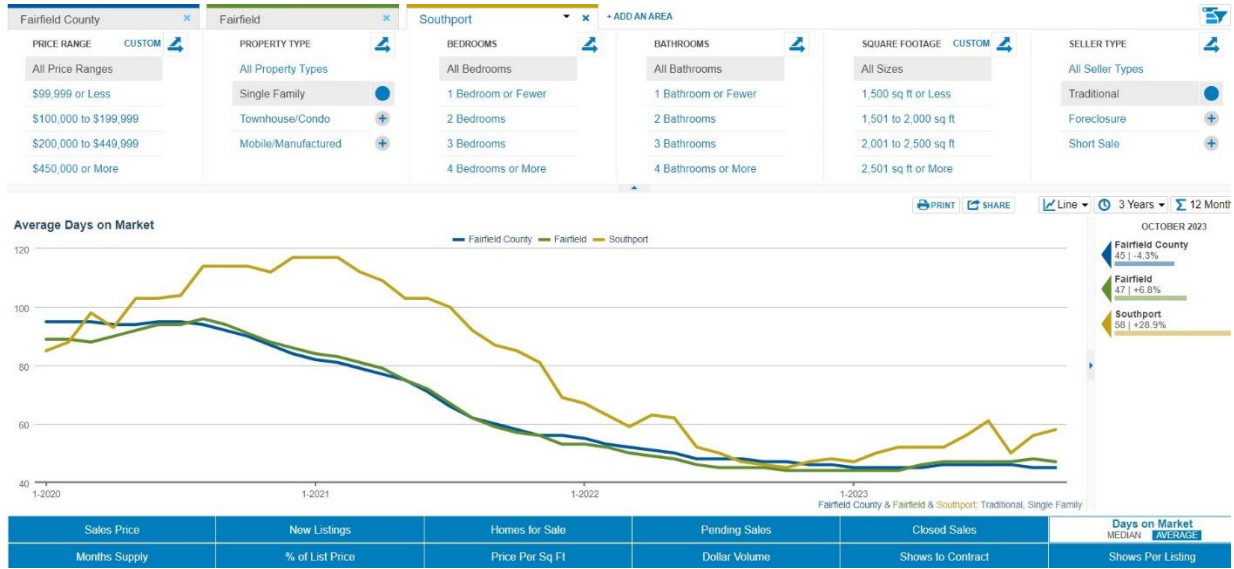 Fairfield County ×
Fairfield ×
Southport ×
+ ADD AN AREA
PRICE RANGE CUSTOM
All Price Ranges
$99,999 or Less
$100,000 to $199,999
$200,000 to $449,999
$450,000 or More
PROPERTY TYPE
All Property Types
Single Family
Townhouse/Condo +
Mobile/Manufactured +
BEDROOMS
All Bedrooms
1 Bedroom or Fewer
2 Bedrooms
3 Bedrooms
4 Bedrooms or More
BATHROOMS
All Bathrooms
1 Bathroom or Fewer
2 Bathrooms
3 Bathrooms
4 Bathrooms or More
SQUARE FOOTAGE CUSTOM
All Sizes
1,500 sq ft or Less
1,501 to 2,000 sq ft
2,001 to 2,500 sq ft
2,501 sq ft or More
SELLER TYPE
All Seller Types
Traditional
Foreclosure +
Short Sale +
PRINT SHARE Line 3 Years Σ 12 Month
Average Days on Market
Fairfield County Fairfield Southport
120
100
80
60
40
1-2020 1-2021 1-2022 1-2023
Fairfield County & Fairfield & Southport: Traditional, Single Family
OCTOBER 2023
Fairfield County
45 | -4.3%
Fairfield
47 | +6.8%
Southport
58 | +28.9%
Sales Price New Listings Homes for Sale Pending Sales Closed Sales Days on Market
MEDIAN AVERAGE
Months Supply % of List Price Price Per Sq Ft Dollar Volume Shows to Contract Shows Per Listing